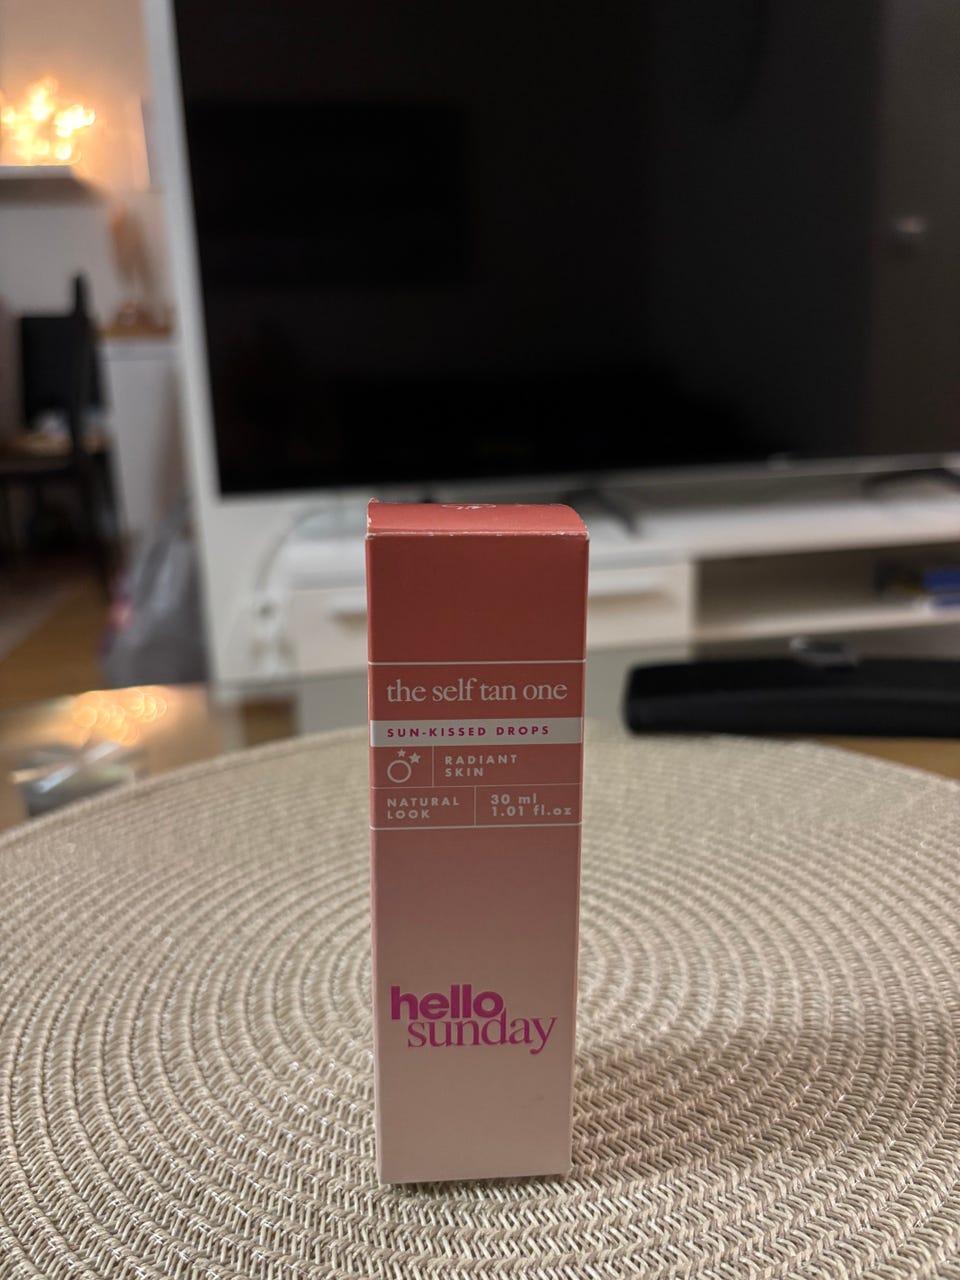 the self tan one
SUN-KISSED DROPS
RADIANT
SKIN
NATURAL
LOOK
30 ml
1.01 fl.oz
hello
sunday